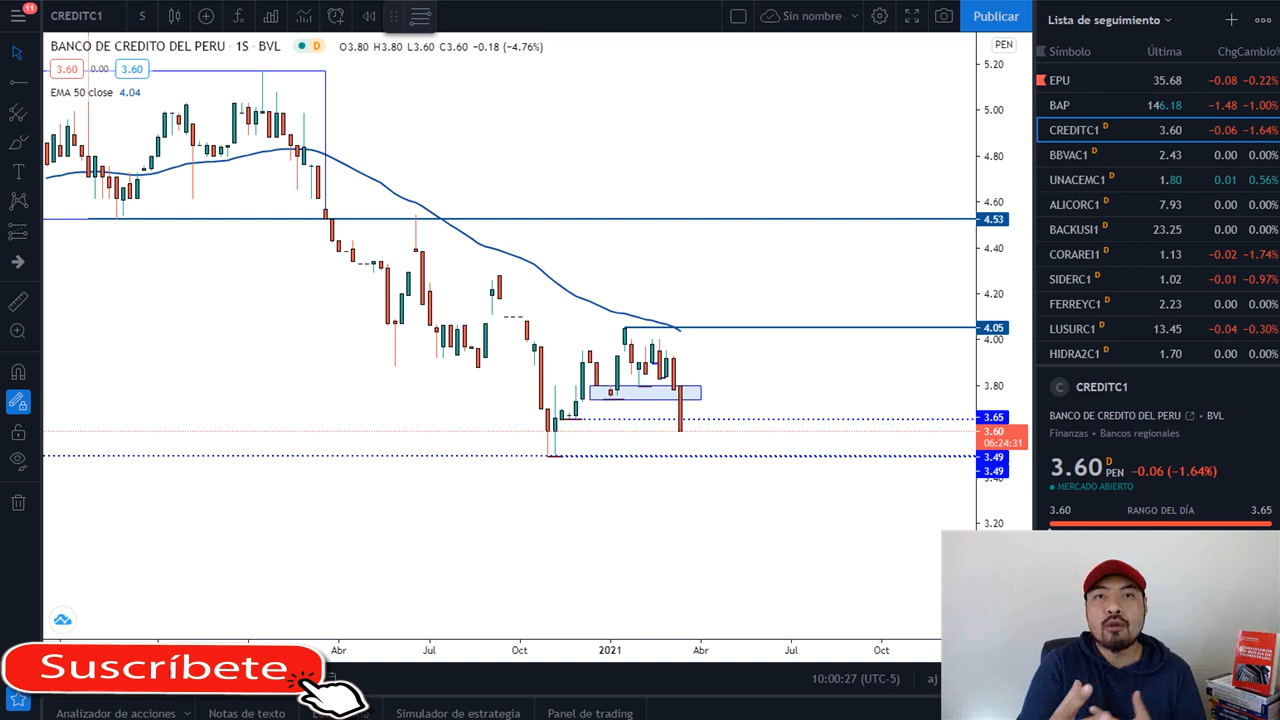 11
CREDITC1
S
Sin nombre
Publicar
Lista de seguimiento
BANCO DE CREDITO DEL PERU · 1S · BVL
D
O3.80 H3.80 L3.60 C3.60 −0.18 (−4.76%)
PEN
3.60
0.00
3.60
EMA 50 close 4.04
5.20
5.00
4.80
4.60
4.53
4.40
4.20
4.05
4.00
3.80
3.65
3.60
06:24:31
3.49
3.49
3.40
3.20
Símbolo Última Chg Cambio
EPU 35.68 −0.08 −0.22%
BAP 146.18 −1.48 −1.00%
CREDITC1 D 3.60 −0.06 −1.64%
BBVAC1 D 2.43 0.00 0.00%
UNACEMC1 D 1.80 0.01 0.56%
ALICORC1 D 7.93 0.00 0.00%
BACKUSI1 D 23.25 0.00 0.00%
CORAREI1 D 1.13 −0.02 −1.74%
SIDERC1 D 1.02 −0.01 −0.97%
FERREYC1 D 2.23 0.00 0.00%
LUSURC1 D 13.45 −0.04 −0.30%
HIDRA2C1 D 1.70 0.00 0.00%
C CREDITC1
BANCO DE CREDITO DEL PERU BVL
Finanzas Bancos regionales
3.60 D PEN −0.06 (−1.64%)
MERCADO ABIERTO
3.60 RANGO DEL DÍA 3.65
Abr Jul Oct 2021 Abr Jul Oct
Suscríbete
10:00:27 (UTC-5)
aj
Analizador de acciones
Notas de texto
Simulador de estrategia
Panel de trading